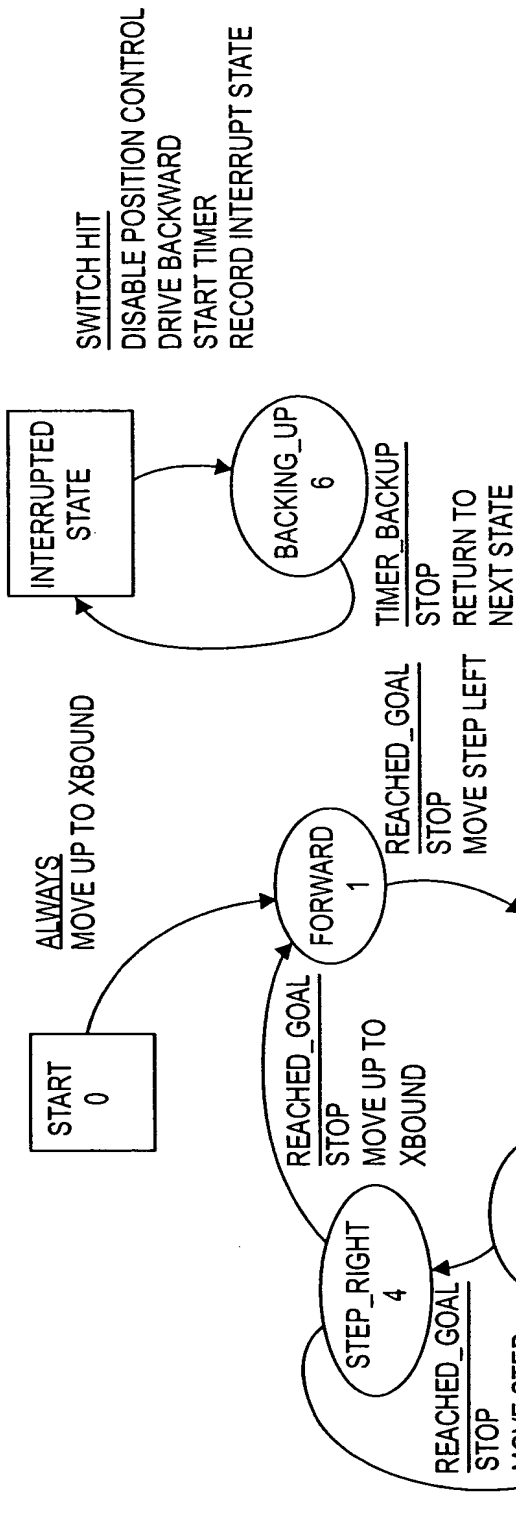 START
0
ALWAYS
MOVE UP TO XBOUND
INTERRUPTED
STATE
SWITCH HIT
DISABLE POSITION CONTROL
DRIVE BACKWARD
START TIMER
RECORD INTERRUPT STATE
BACKING_UP
6
TIMER_BACKUP
STOP
RETURN TO
NEXT STATE
FORWARD
1
REACHED_GOAL
STOP
MOVE STEP LEFT
REACHED_GOAL
STOP
MOVE UP TO
XBOUND
STEP_RIGHT
4
REACHED_GOAL
STOP
MOVE STEP